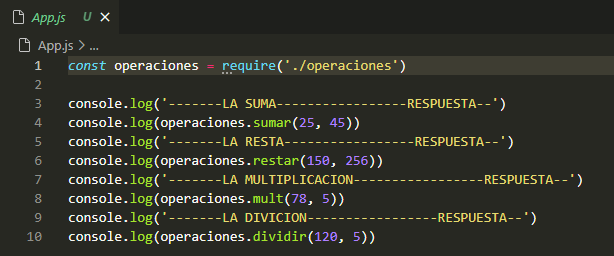 App.js U ×
App.js > ...
1 const operaciones = require('./operaciones')
2
3 console.log('-------LA SUMA-----------------RESPUESTA--')
4 console.log(operaciones.sumar(25, 45))
5 console.log('-------LA RESTA-----------------RESPUESTA--')
6 console.log(operaciones.restar(150, 256))
7 console.log('-------LA MULTIPLICACION-----------------RESPUESTA--')
8 console.log(operaciones.mult(78, 5))
9 console.log('-------LA DIVICION-----------------RESPUESTA--')
10 console.log(operaciones.dividir(120, 5))